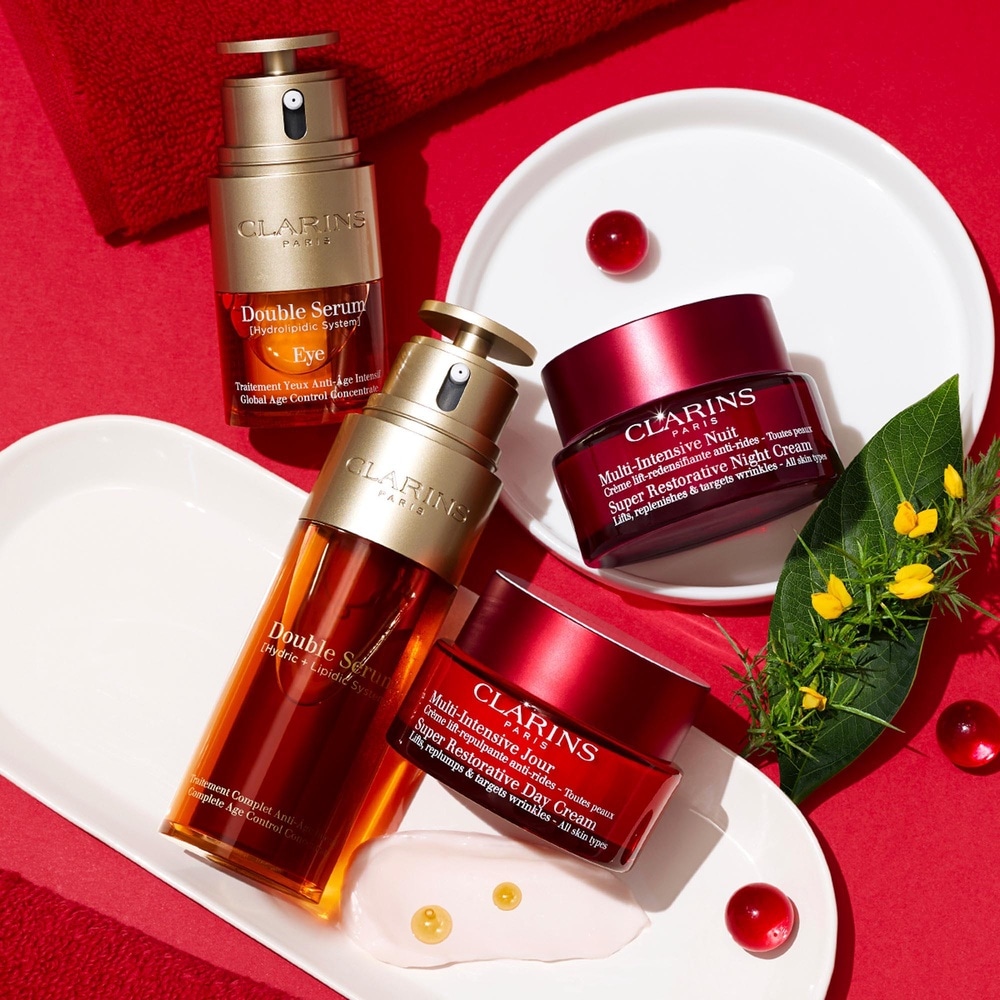 CLARINS
PARIS
Double Serum
[Hydrolipidic System]
Eye
Traitement Yeux Anti-Âge Intensif
Global Age Control Concentrate
CLARINS
PARIS
Double Serum
[Hydric + Lipidic System
Traitement Complet Anti-
Complete Age Control
CLARINS
PARIS
Multi-Intensive Nuit
Crème lift-redensifiante anti-rides - Toutes peaux
Super Restorative Night Cream
Lifts, replenishes & targets wrinkles - All skin types
CLARINS
PARIS
Multi-Intensive Jour
Crème lift-repulpante anti-rides - Toutes peaux
Super Restorative Day Cream
Lifts, replumps & targets wrinkles - All skin types